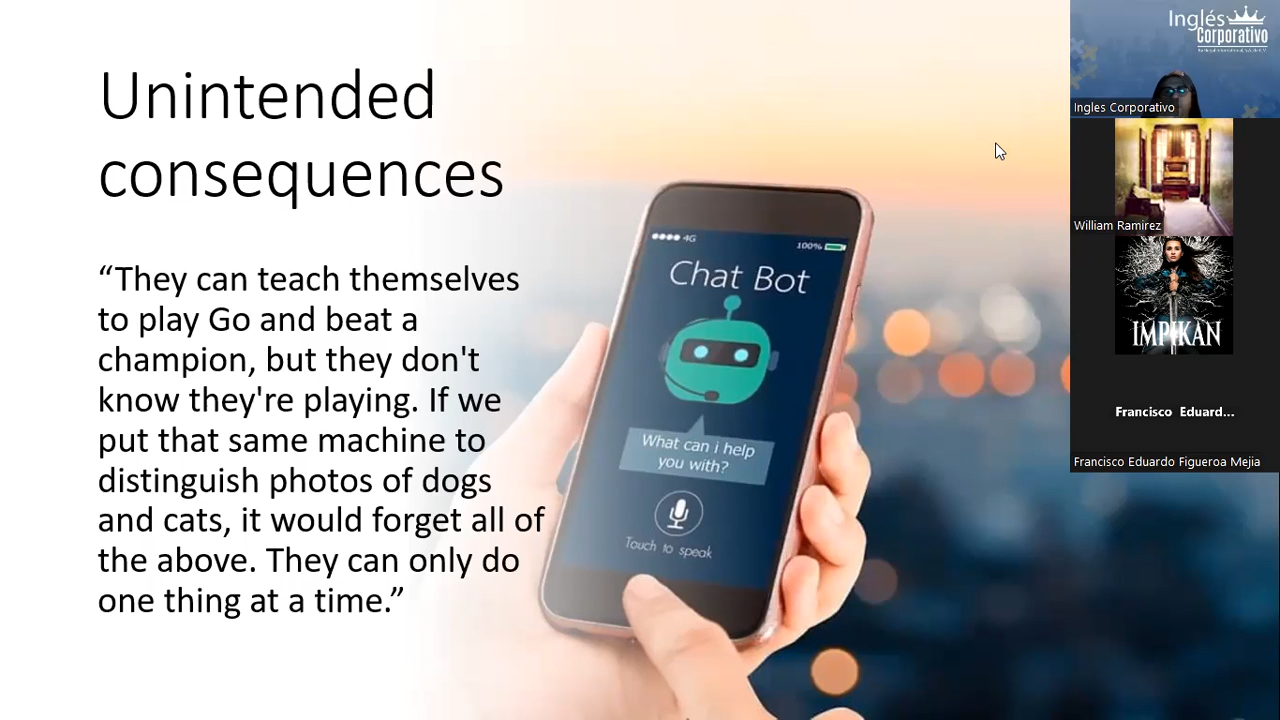 Unintended
consequences
“They can teach themselves
to play Go and beat a
champion, but they don't
know they're playing. If we
put that same machine to
distinguish photos of dogs
and cats, it would forget all of
the above. They can only do
one thing at a time.”
4G
100%
Chat Bot
What can i help
you with?
Touch to speak
Inglés
Corporativo
Ingles Corporativo
William Ramirez
IMPIKAN
Francisco Eduard...
Francisco Eduardo Figueroa Mejia